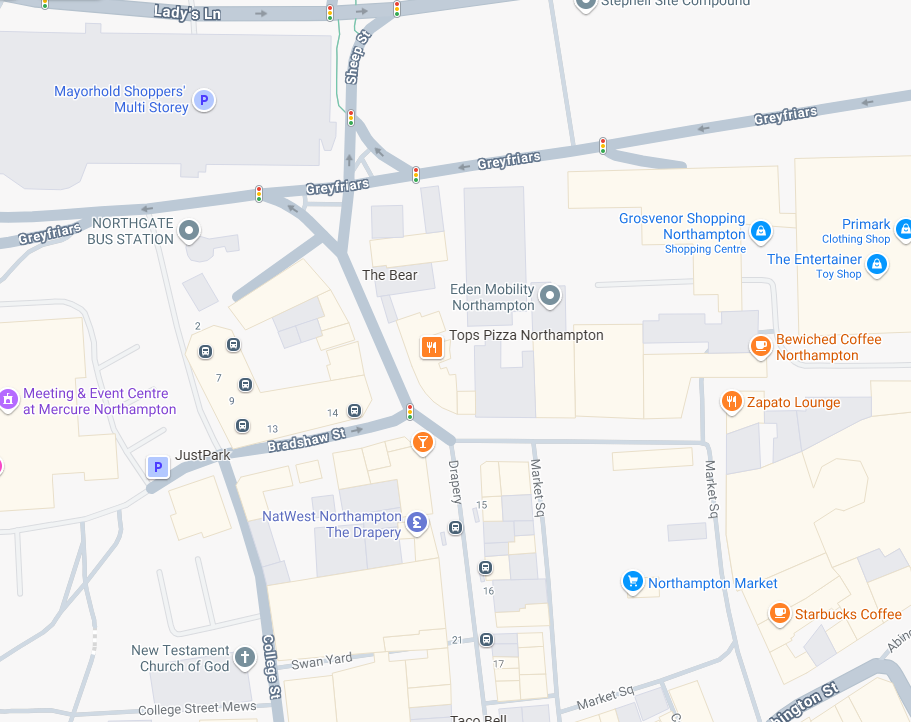 Stephell Site Compound
Lady's Ln
Sheep St
Mayorhold Shoppers'
Multi Storey
P
Greyfriars
Greyfriars
Greyfriars
Greyfriars
NORTHGATE
BUS STATION
Grosvenor Shopping
Northampton
Shopping Centre
Primark
Clothing Shop
The Entertainer
Toy Shop
The Bear
Eden Mobility
Northampton
2
Tops Pizza Northampton
Bewiched Coffee
Northampton
7
Meeting & Event Centre
at Mercure Northampton
9
14
Zapato Lounge
13
Bradshaw St
JustPark
P
Drapery
Market Sq
Market Sq
15
NatWest Northampton
The Drapery
£
Northampton Market
16
Starbucks Coffee
21
New Testament
Church of God
College St
Swan Yard
17
Market Sq
College Street Mews
Taco Bell